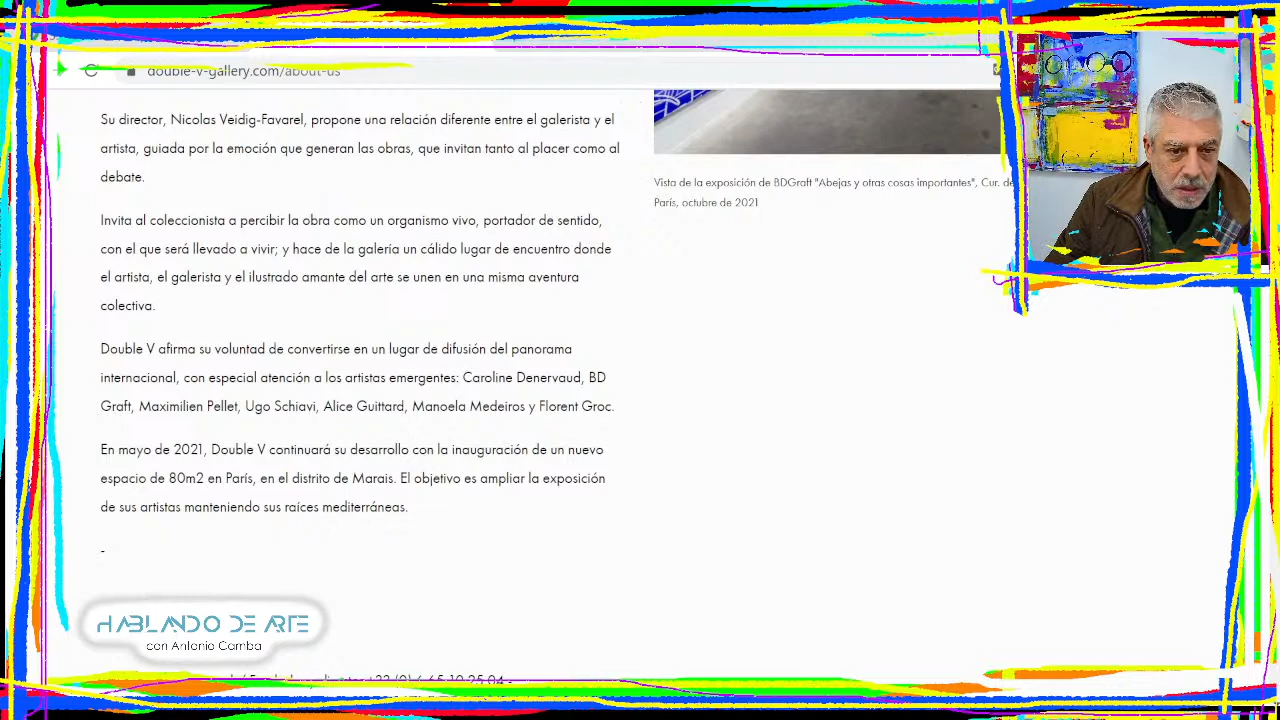 double-v-gallery.com/about-us
Su director, Nicolas Veidig-Favarel, propone una relación diferente entre el galerista y el
artista, guiada por la emoción que generan las obras, que invitan tanto al placer como al
debate.
Invita al coleccionista a percibir la obra como un organismo vivo, portador de sentido,
con el que será llevado a vivir; y hace de la galería un cálido lugar de encuentro donde
el artista, el galerista y el ilustrado amante del arte se unen en una misma aventura
colectiva.
Double V afirma su voluntad de convertirse en un lugar de difusión del panorama
internacional, con especial atención a los artistas emergentes: Caroline Denervaud, BD
Graft, Maximilien Pellet, Ugo Schiavi, Alice Guittard, Manoela Medeiros y Florent Groc.
En mayo de 2021, Double V continuará su desarrollo con la inauguración de un nuevo
espacio de 80m2 en París, en el distrito de Marais. El objetivo es ampliar la exposición
de sus artistas manteniendo sus raíces mediterráneas.
-
Vista de la exposición de BDGraft "Abejas y otras cosas importantes", Cur. de
París, octubre de 2021
HABLANDO DE ARTE
con Antonio Camba